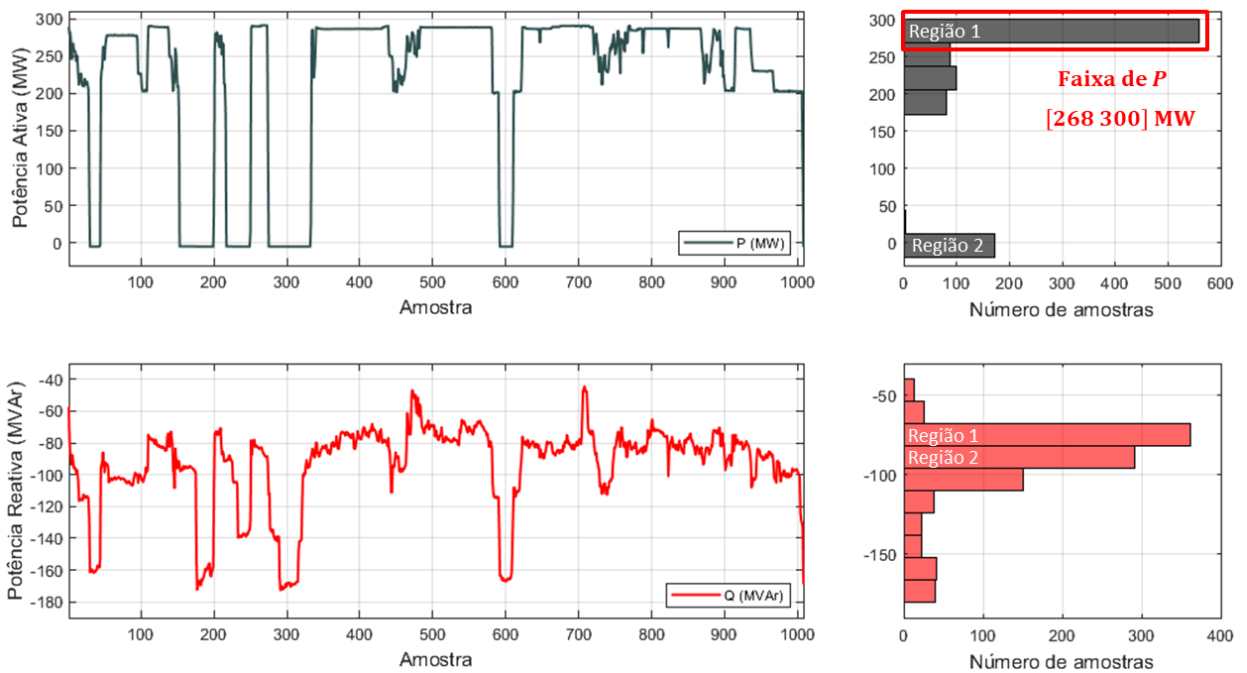 Potência Ativa (MW)
300
250
200
150
100
50
0
P (MW)
100 200 300 400 500 600 700 800 900 1000
Amostra
300
250
200
150
100
50
0
Região 1
Faixa de P
[268 300] MW
Região 2
0 100 200 300 400 500 600
Número de amostras
Potência Reativa (MVAr)
-40
-60
-80
-100
-120
-140
-160
-180
Q (MVAr)
100 200 300 400 500 600 700 800 900 1000
Amostra
-50
-100
-150
Região 1
Região 2
0 100 200 300 400
Número de amostras